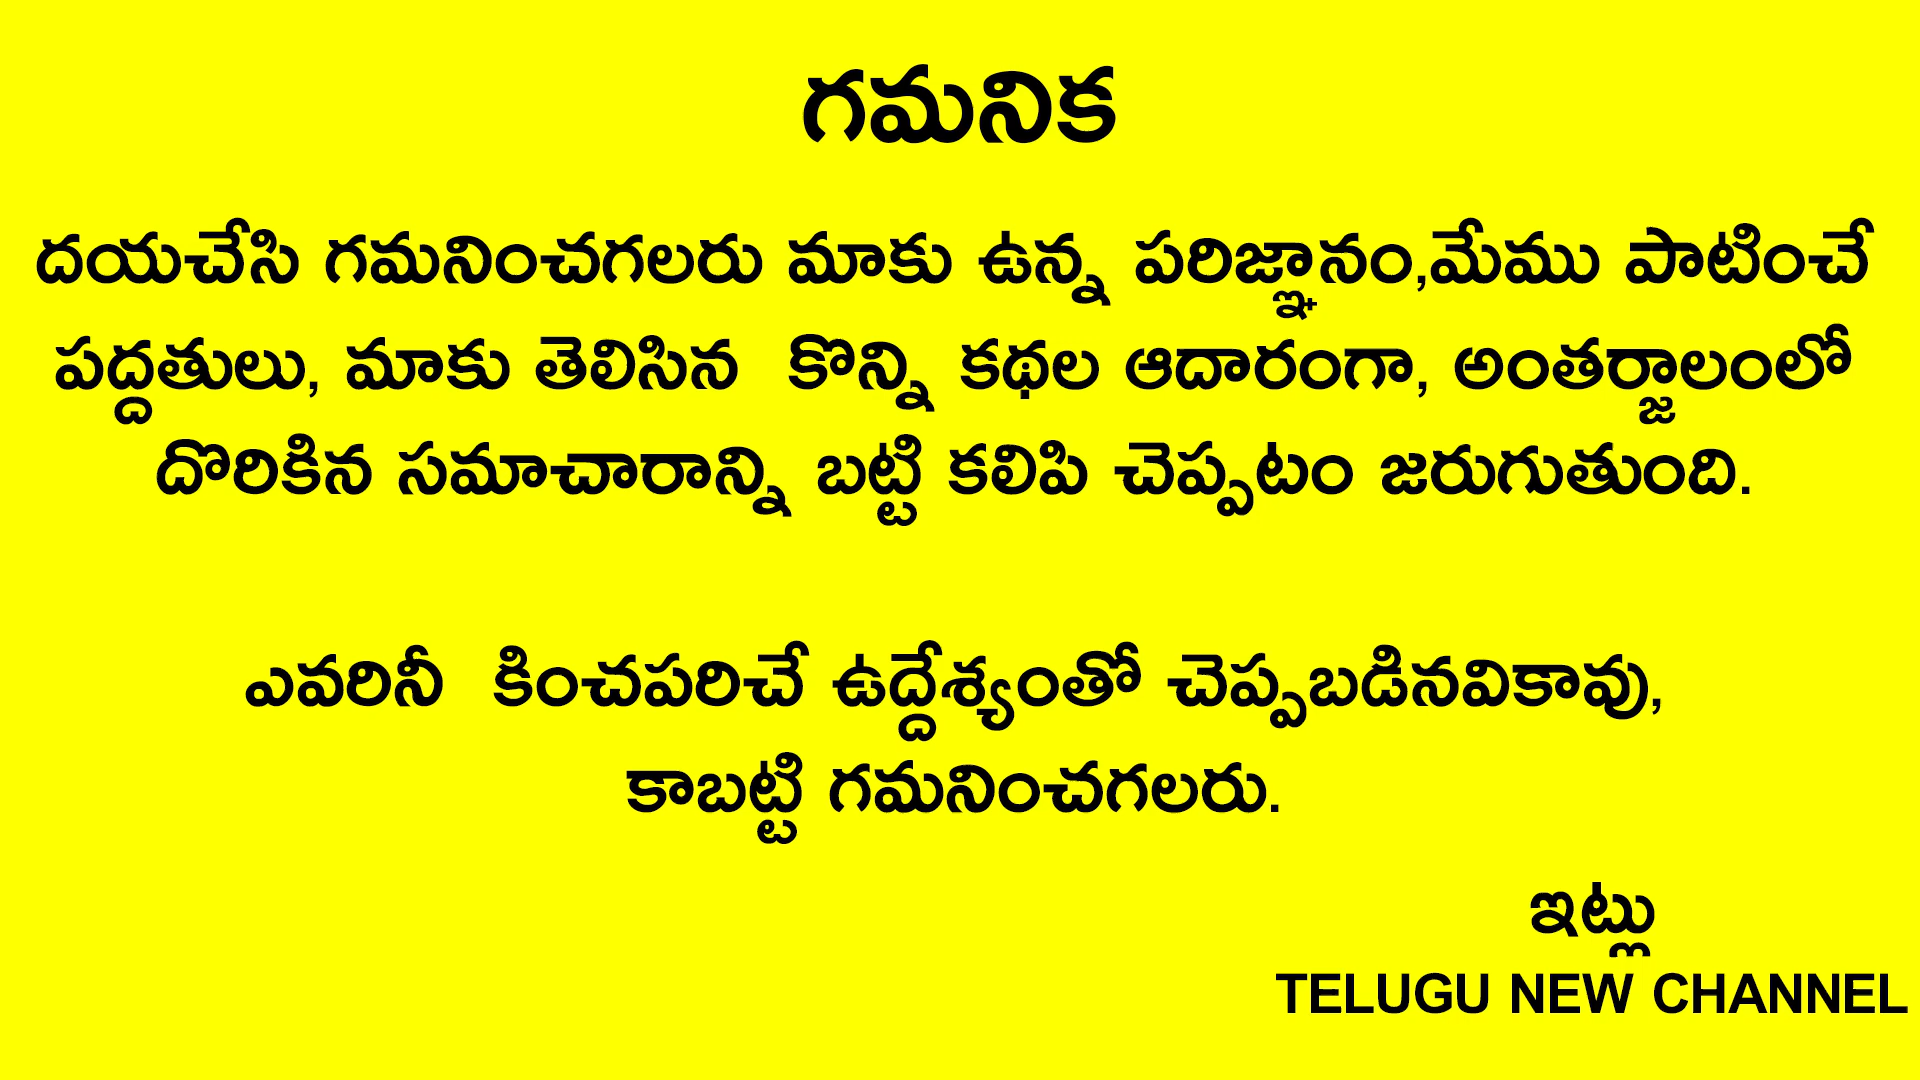 గమనిక
దయచేసి గమనించగలరు మాకు ఉన్న పరిజ్ఞానం,మేము పాటించే
పద్దతులు, మాకు తెలిసిన కొన్ని కథల ఆదారంగా, అంతర్జాలంలో
దొరికిన సమాచారాన్ని బట్టి కలిపి చెప్పటం జరుగుతుంది.
ఎవరినీ కించపరిచే ఉద్దేశ్యంతో చెప్పబడినవికావు,
కాబట్టి గమనించగలరు.
ఇట్లు
TELUGU NEW CHANNEL